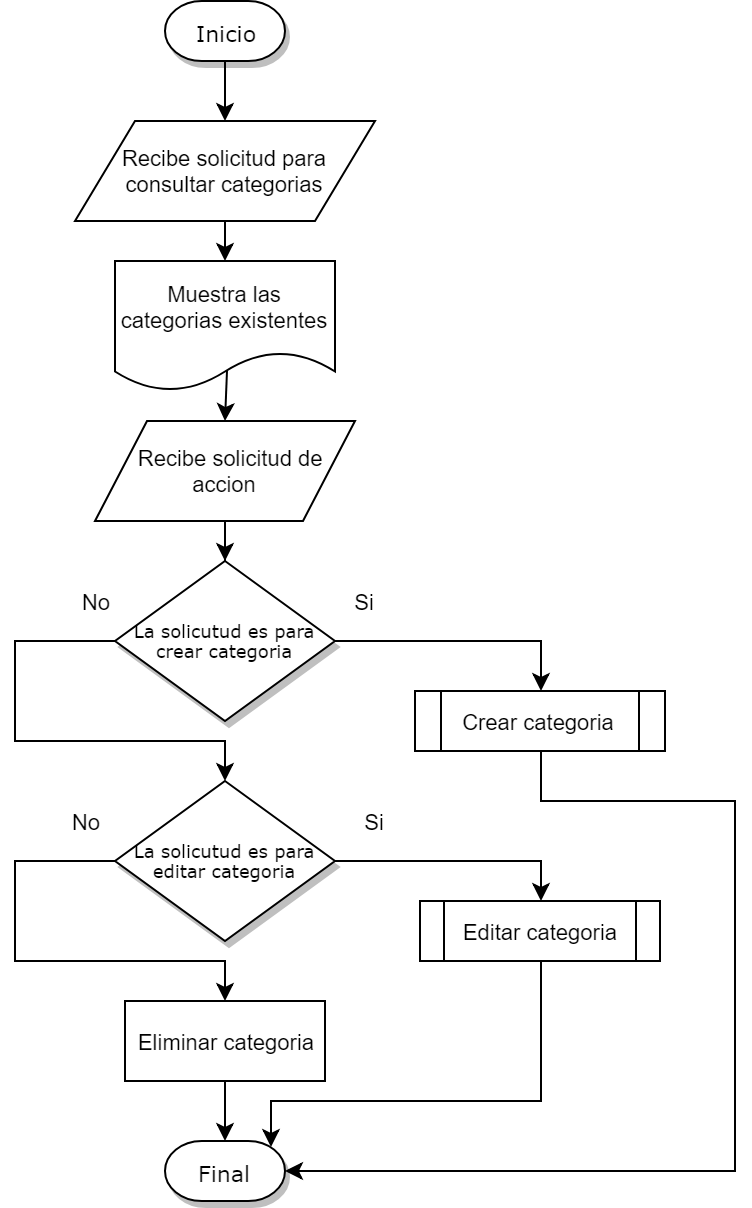 Inicio
Recibe solicitud para
consultar categorias
Muestra las
categorias existentes
Recibe solicitud de
accion
No
Si
La solicutud es para
crear categoria
Crear categoria
No
Si
La solicutud es para
editar categoria
Editar categoria
Eliminar categoria
Final